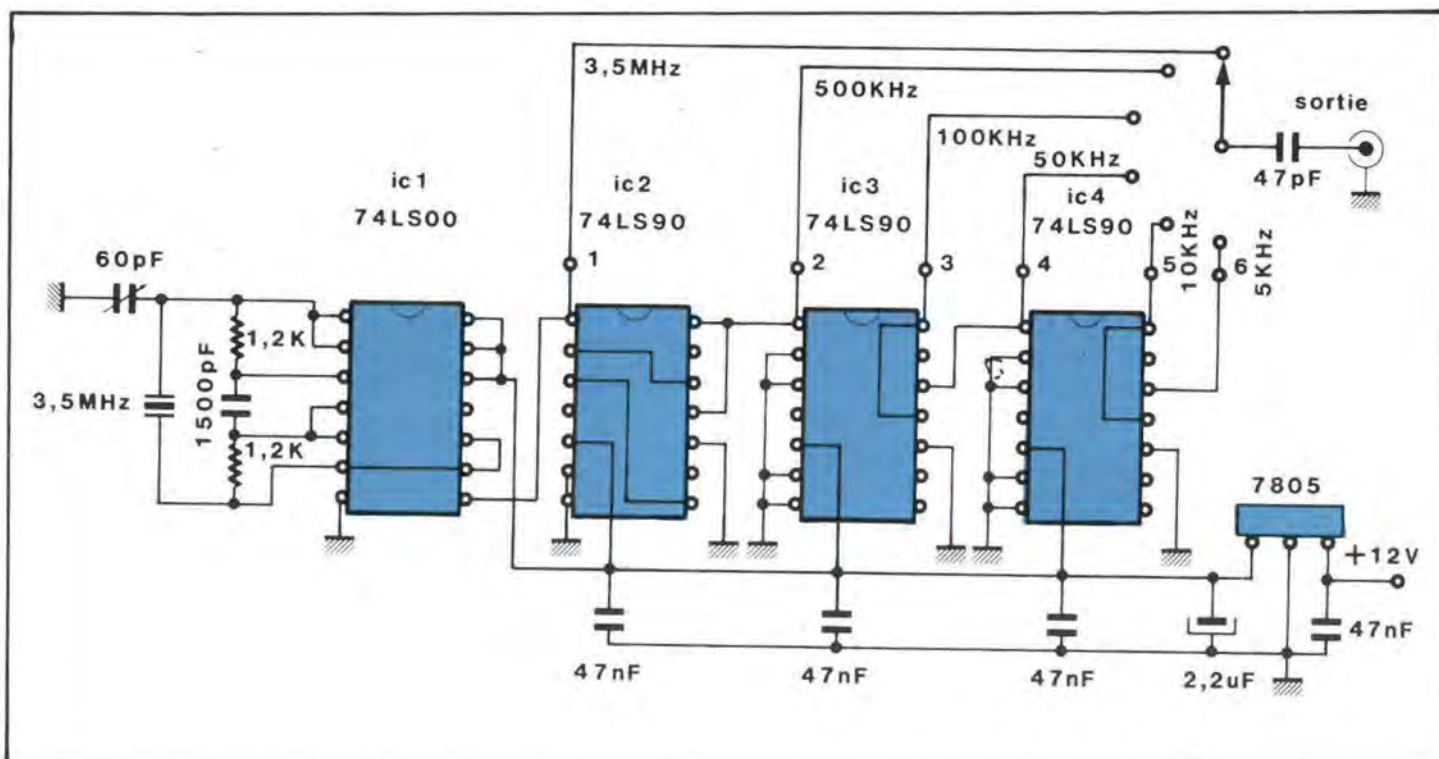 3,5MHz
500KHz
100KHz
50KHz
sortie
47pF
ic1
74LS00
ic2
74LS90
ic3
74LS90
ic4
74LS90
10KHz
5KHz
1
2
3
4
5
6
60pF
1,2K
1500pF
3,5MHz
1,2K
7805
+12V
47nF
47nF
47nF
47nF
2,2uF